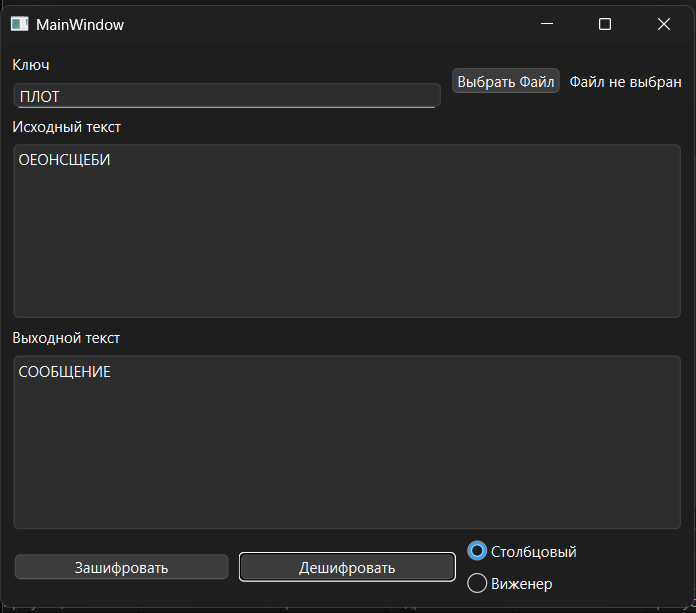 MainWindow
Ключ
ПЛОТ
Выбрать Файл
Файл не выбран
Исходный текст
ОЕОНСЩЕБИ
Выходной текст
СООБЩЕНИЕ
Зашифровать
Дешифровать
Столбцовый
Виженер